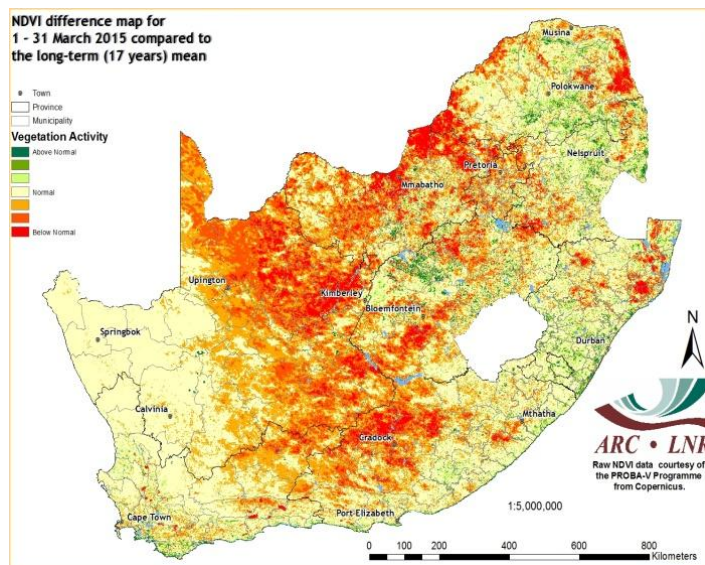 NDVI difference map for
1 - 31 March 2015 compared to
the long-term (17 years) mean
Town
Province
Municipality
Vegetation Activity
Above Normal
Normal
Below Normal
Musina
Polokwane
Nelspruit
Pretoria
Mmabatho
Upington
Kimberley
Bloemfontein
Springbok
Durban
N
Calvinia
Mthatha
Cradock
ARC • LNR
Raw NDVI data courtesy of
the PROBA-V Programme
from Copernicus.
1:5,000,000
Cape Town
Port Elizabeth
0 100 200 400 600 800
Kilometers